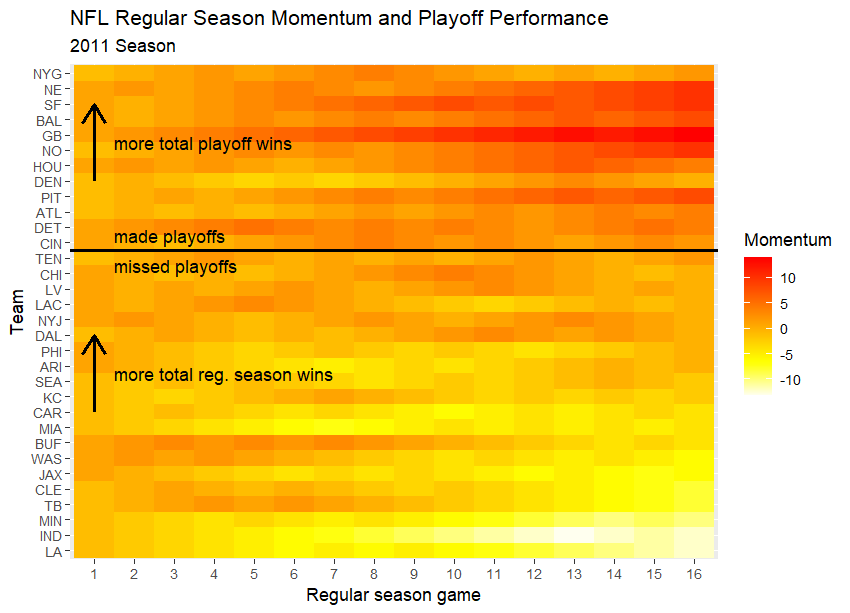 NFL Regular Season Momentum and Playoff Performance
2011 Season
NYG
NE
SF
BAL
GB
more total playoff wins
NO
HOU
DEN
PIT
ATL
DET
made playoffs
CIN
TEN
missed playoffs
CHI
LV
LAC
NYJ
DAL
PHI
ARI
more total reg. season wins
SEA
KC
CAR
MIA
BUF
WAS
JAX
CLE
TB
MIN
IND
LA
Team
1 2 3 4 5 6 7 8 9 10 11 12 13 14 15 16
Regular season game
Momentum
10
5
0
-5
-10